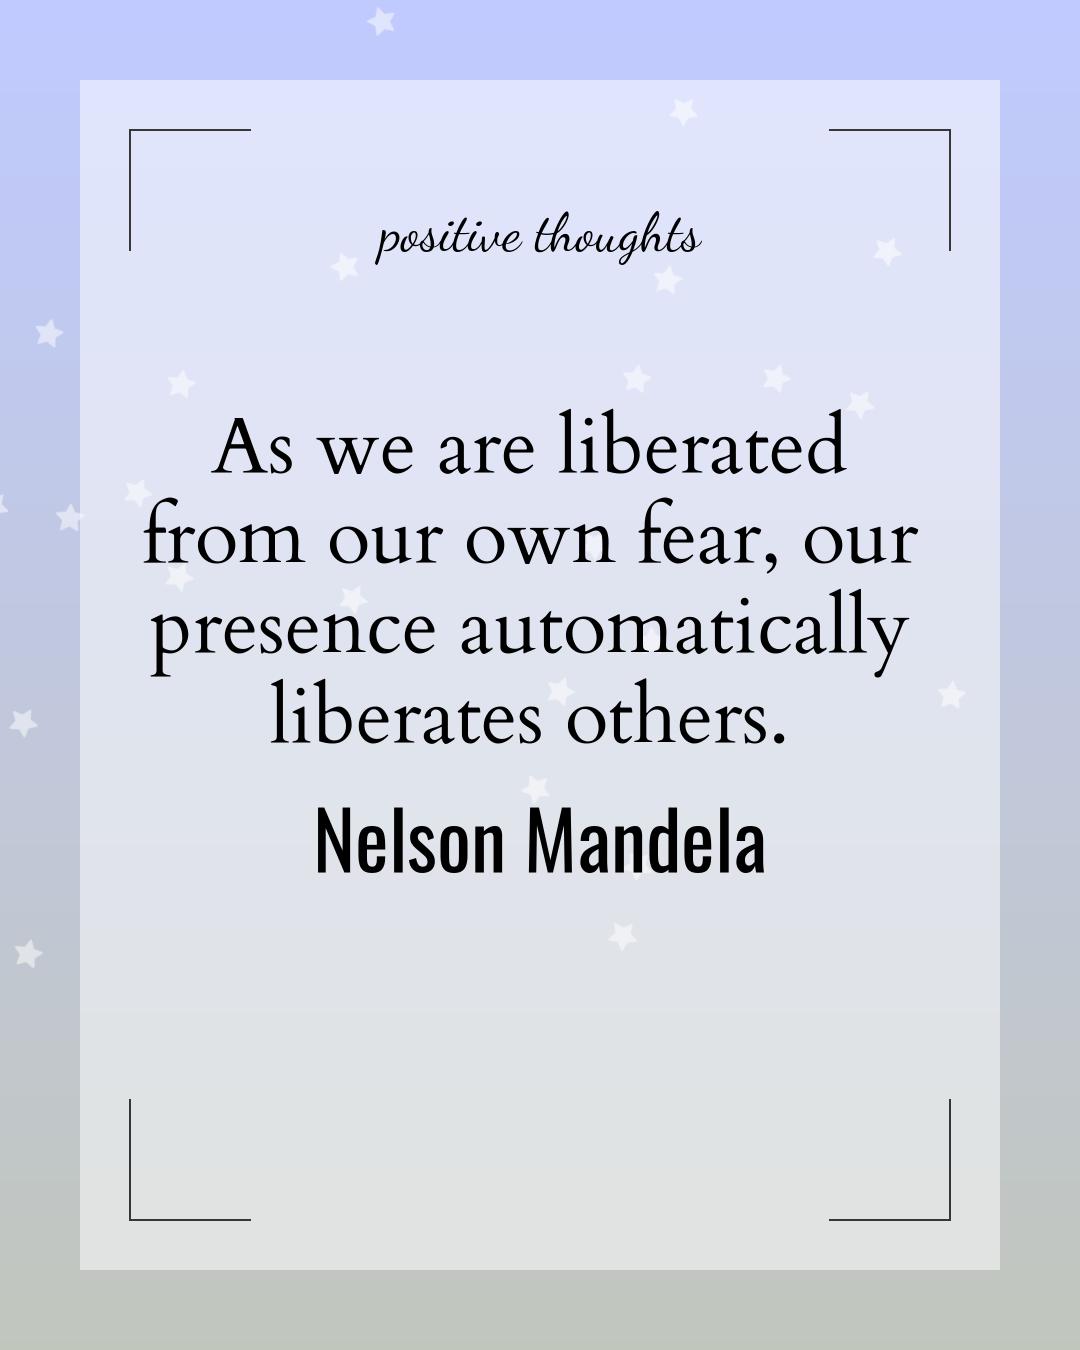 positive thoughts
As we are liberated
from our own fear, our
presence automatically
liberates others.
Nelson Mandela